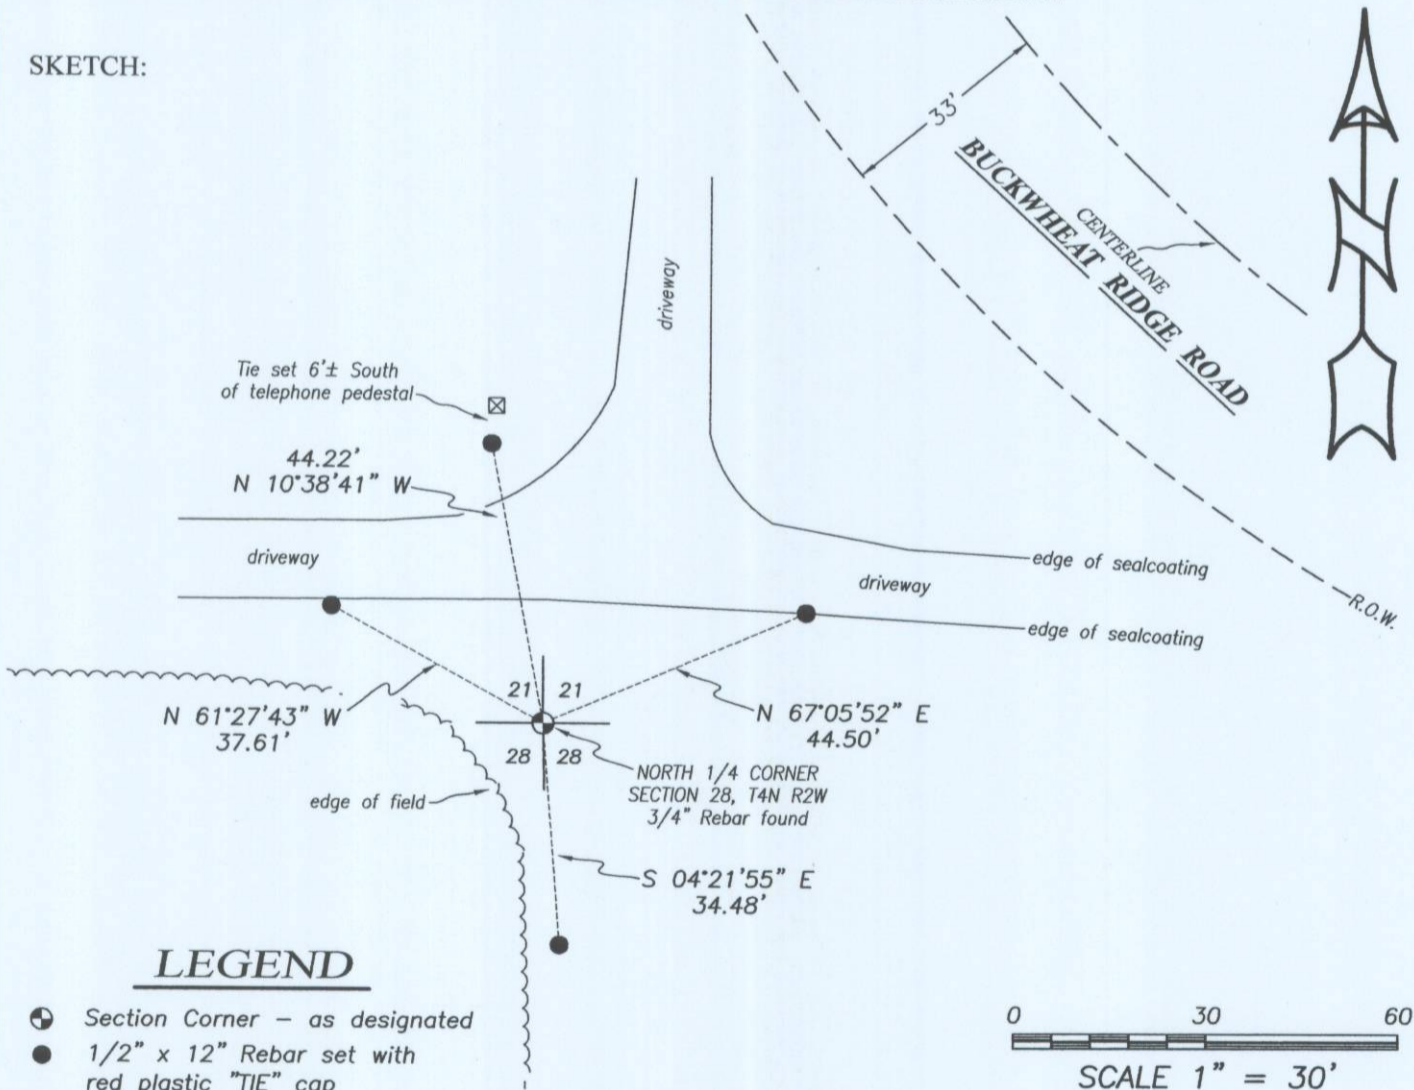 SKETCH:
33'
BUCKWHEAT RIDGE ROAD
CENTERLINE
N
driveway
Tie set 6'± South
of telephone pedestal
44.22'
N 10°38'41" W
driveway
edge of sealcoating
driveway
R.O.W.
edge of sealcoating
21 21
N 61°27'43" W
37.61'
N 67°05'52" E
44.50'
28 28
NORTH 1/4 CORNER
SECTION 28, T4N R2W
3/4" Rebar found
edge of field
S 04°21'55" E
34.48'
LEGEND
Section Corner – as designated
1/2" x 12" Rebar set with
red plastic "TIE" cap
0 30 60
SCALE 1" = 30'